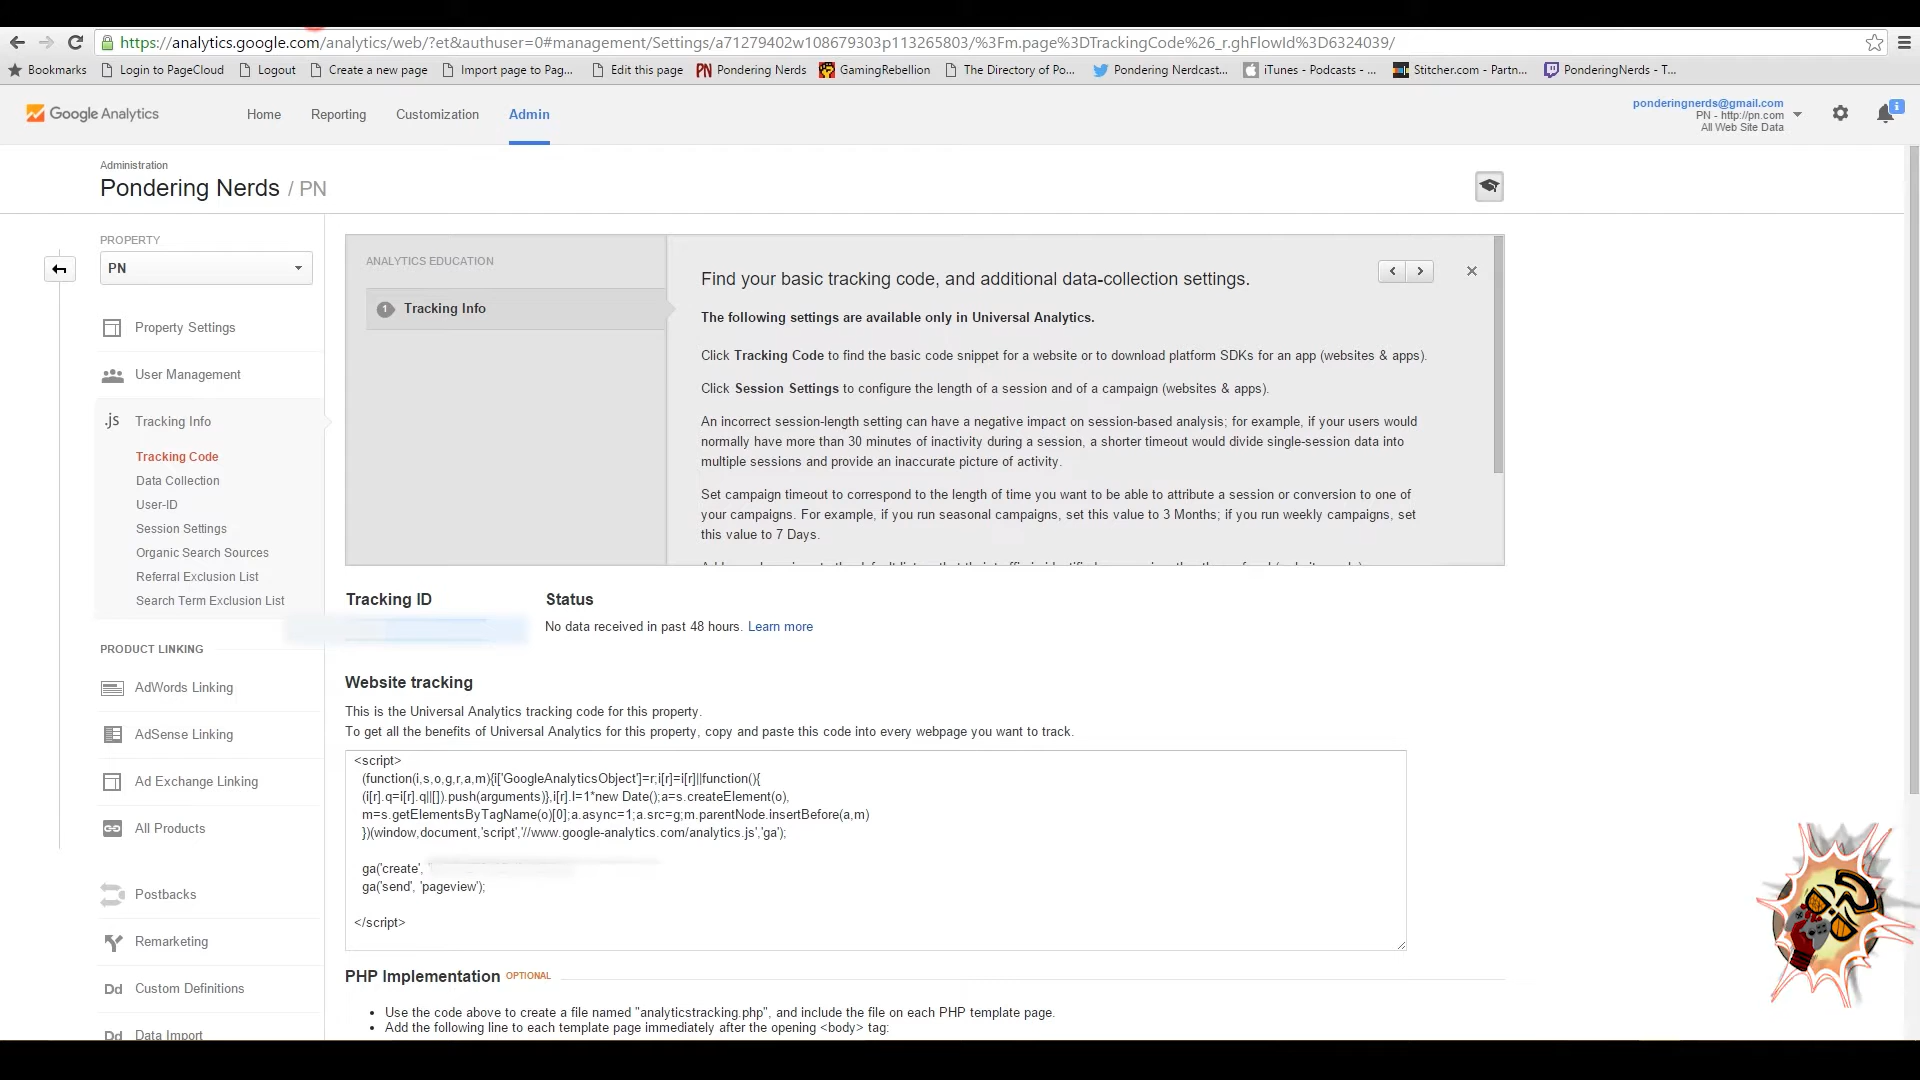 https://analytics.google.com/analytics/web/?et&authuser=0#management/Settings/a71279402w108679303p113265803/%3Fm.page%3DTrackingCode%26_r.ghFlowId%3D6324039/
Bookmarks Login to PageCloud Logout Create a new page Import page to Pag... Edit this page PN Pondering Nerds GamingRebellion The Directory of Po... Pondering Nerdcast... iTunes - Podcasts - ... Stitcher.com - Partn... PonderingNerds - T...
Google Analytics
Home Reporting Customization Admin
ponderingnerds@gmail.com
PN - http://pn.com
All Web Site Data
Administration
Pondering Nerds / PN
PROPERTY
PN
Property Settings
User Management
.js Tracking Info
Tracking Code
Data Collection
User-ID
Session Settings
Organic Search Sources
Referral Exclusion List
Search Term Exclusion List
PRODUCT LINKING
AdWords Linking
AdSense Linking
Ad Exchange Linking
All Products
Postbacks
Remarketing
Dd Custom Definitions
Dd Data Import
ANALYTICS EDUCATION
1 Tracking Info
Find your basic tracking code, and additional data-collection settings.
The following settings are available only in Universal Analytics.
Click Tracking Code to find the basic code snippet for a website or to download platform SDKs for an app (websites & apps).
Click Session Settings to configure the length of a session and of a campaign (websites & apps).
An incorrect session-length setting can have a negative impact on session-based analysis; for example, if your users would
normally have more than 30 minutes of inactivity during a session, a shorter timeout would divide single-session data into
multiple sessions and provide an inaccurate picture of activity.
Set campaign timeout to correspond to the length of time you want to be able to attribute a session or conversion to one of
your campaigns. For example, if you run seasonal campaigns, set this value to 3 Months; if you run weekly campaigns, set
this value to 7 Days.
Tracking ID
Status
No data received in past 48 hours. Learn more
Website tracking
This is the Universal Analytics tracking code for this property.
To get all the benefits of Universal Analytics for this property, copy and paste this code into every webpage you want to track.
<script>
(function(i,s,o,g,r,a,m){i['GoogleAnalyticsObject']=r;i[r]=i[r]||function(){
(i[r].q=i[r].q||[]).push(arguments)},i[r].l=1*new Date();a=s.createElement(o),
m=s.getElementsByTagName(o)[0];a.async=1;a.src=g;m.parentNode.insertBefore(a,m)
})(window,document,'script','//www.google-analytics.com/analytics.js','ga');
ga('create',
ga('send', 'pageview');
</script>
PHP Implementation OPTIONAL
• Use the code above to create a file named "analyticstracking.php", and include the file on each PHP template page.
• Add the following line to each template page immediately after the opening <body> tag: